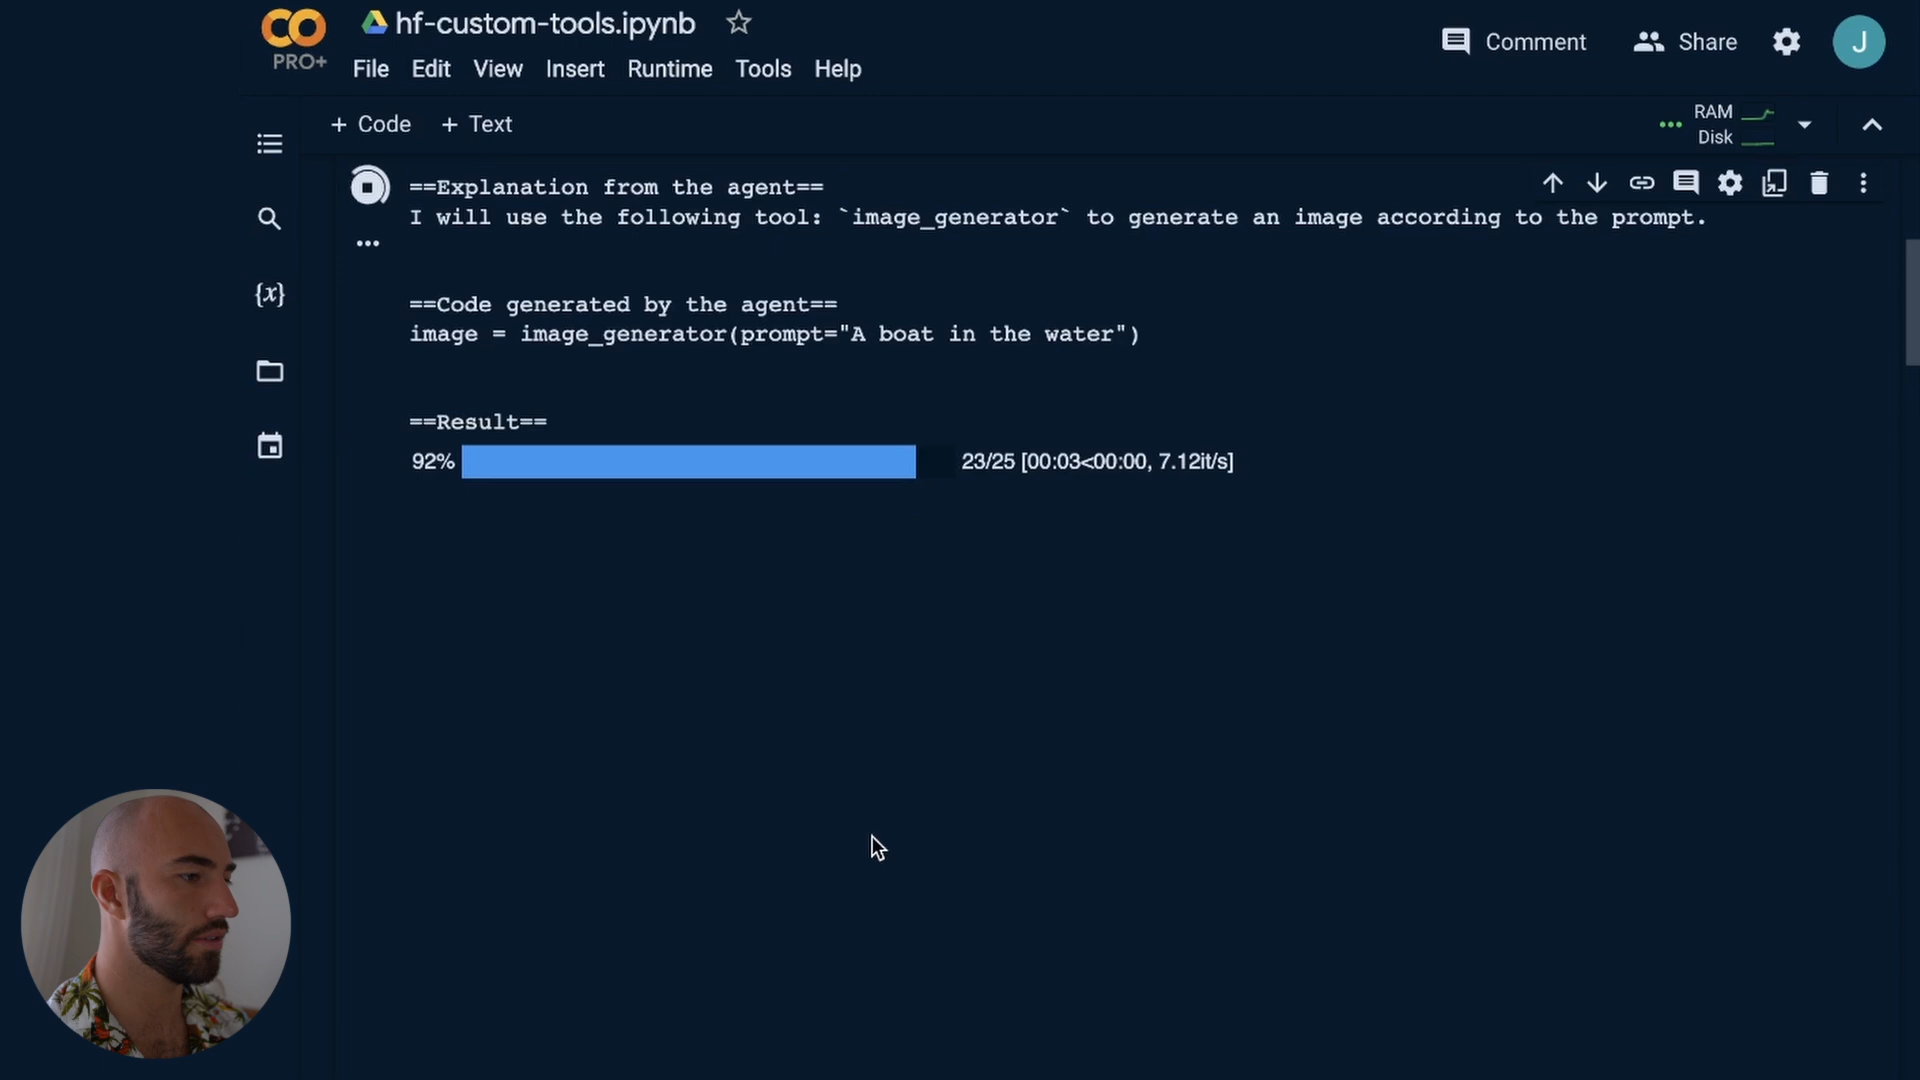 hf-custom-tools.ipynb
PRO+
File Edit View Insert Runtime Tools Help
Comment
Share
J
+ Code + Text
RAM
Disk
==Explanation from the agent==
I will use the following tool: `image_generator` to generate an image according to the prompt.
{x}
==Code generated by the agent==
image = image_generator(prompt="A boat in the water")
==Result==
92% 23/25 [00:03<00:00, 7.12it/s]